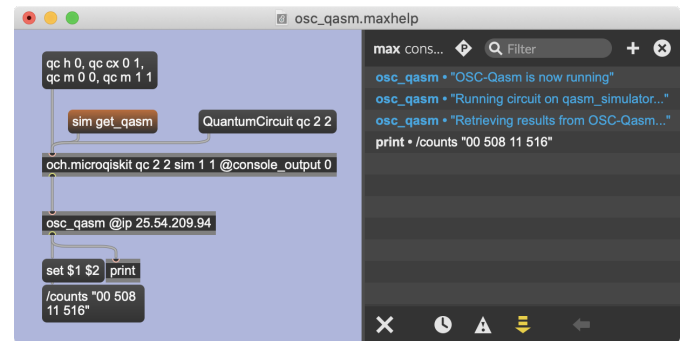 osc_qasm.maxhelp
qc h 0, qc cx 0 1,
qc m 0 0, qc m 1 1
sim get_qasm
QuantumCircuit qc 2 2
och.microqiskit qc 2 2 sim 1 1 @console_output 0
osc_qasm @ip 25.54.209.94
set $1 $2
print
/counts "00 508
11 516"
max cons...
P
Filter
osc_qasm • "OSC-Qasm is now running"
osc_qasm • "Running circuit on qasm_simulator..."
osc_qasm • "Retrieving results from OSC-Qasm..."
print • /counts "00 508 11 516"